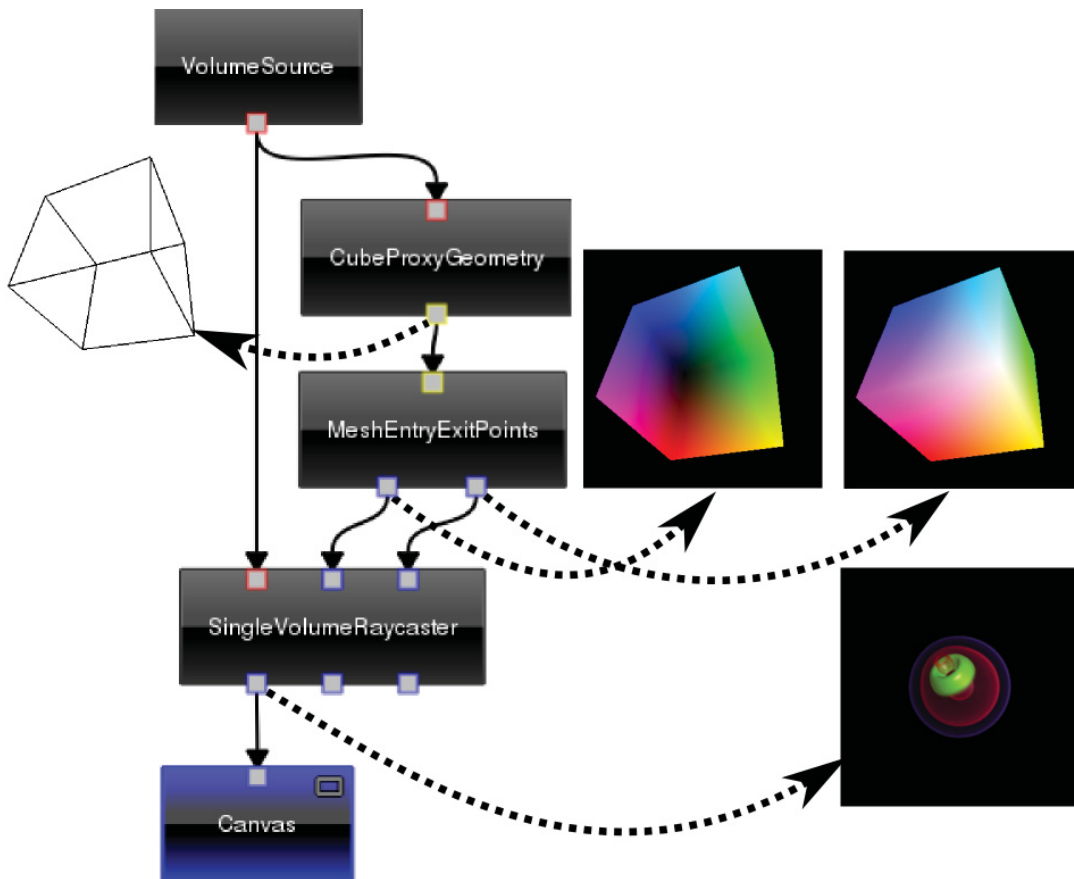 VolumeSource
CubeProxyGeometry
MeshEntryExitPoints
SingleVolumeRaycaster
Canvas